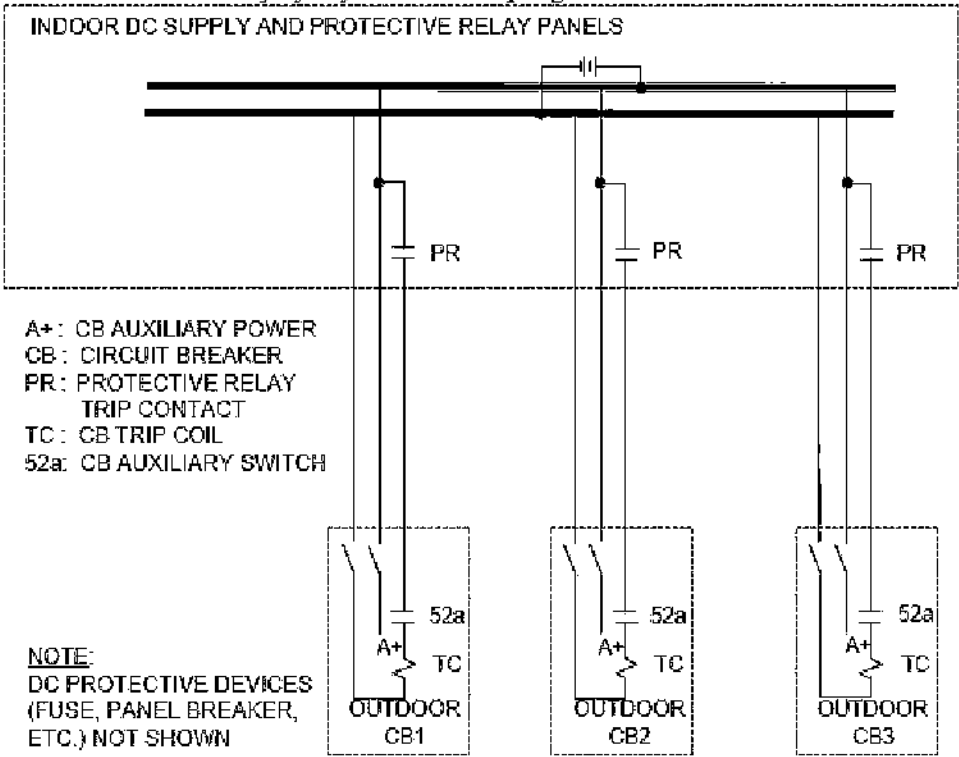 INDOOR DC SUPPLY AND PROTECTIVE RELAY PANELS
PR PR PR
A+: CB AUXILIARY POWER
CB: CIRCUIT BREAKER
PR: PROTECTIVE RELAY
TRIP CONTACT
TC: CB TRIP COIL
52a: CB AUXILIARY SWITCH
52a 52a 52a
A+ TC A+ TC A+ TC
NOTE:
DC PROTECTIVE DEVICES
(FUSE, PANEL BREAKER,
ETC.) NOT SHOWN
OUTDOOR
CB1
OUTDOOR
CB2
OUTDOOR
CB3